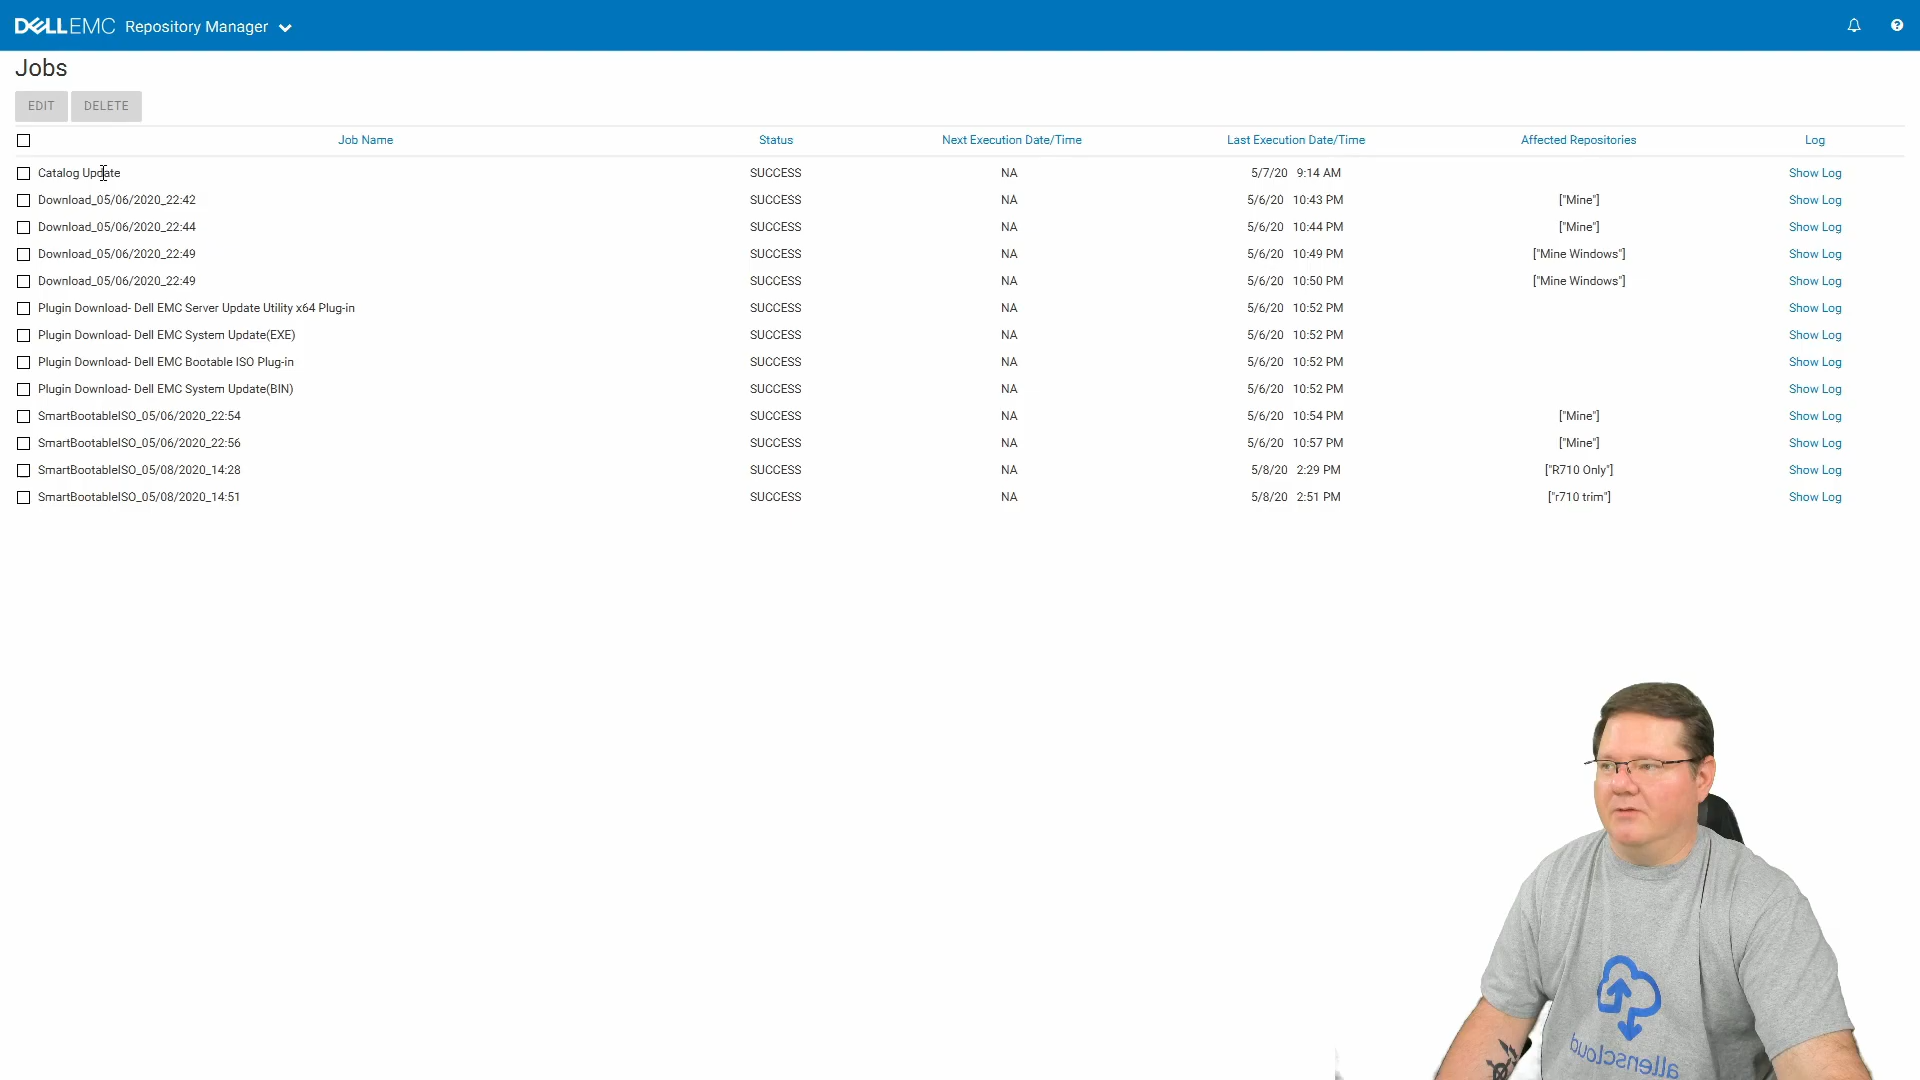 DELLEMC Repository Manager
Jobs
EDIT DELETE
Job Name Status Next Execution Date/Time Last Execution Date/Time Affected Repositories Log
Catalog Update SUCCESS NA 5/7/20 9:14 AM Show Log
Download_05/06/2020_22:42 SUCCESS NA 5/6/20 10:43 PM ["Mine"] Show Log
Download_05/06/2020_22:44 SUCCESS NA 5/6/20 10:44 PM ["Mine"] Show Log
Download_05/06/2020_22:49 SUCCESS NA 5/6/20 10:49 PM ["Mine Windows"] Show Log
Download_05/06/2020_22:49 SUCCESS NA 5/6/20 10:50 PM ["Mine Windows"] Show Log
Plugin Download- Dell EMC Server Update Utility x64 Plug-in SUCCESS NA 5/6/20 10:52 PM Show Log
Plugin Download- Dell EMC System Update(EXE) SUCCESS NA 5/6/20 10:52 PM Show Log
Plugin Download- Dell EMC Bootable ISO Plug-in SUCCESS NA 5/6/20 10:52 PM Show Log
Plugin Download- Dell EMC System Update(BIN) SUCCESS NA 5/6/20 10:52 PM Show Log
SmartBootableISO_05/06/2020_22:54 SUCCESS NA 5/6/20 10:54 PM ["Mine"] Show Log
SmartBootableISO_05/06/2020_22:56 SUCCESS NA 5/6/20 10:57 PM ["Mine"] Show Log
SmartBootableISO_05/08/2020_14:28 SUCCESS NA 5/8/20 2:29 PM ["R710 Only"] Show Log
SmartBootableISO_05/08/2020_14:51 SUCCESS NA 5/8/20 2:51 PM ["r710 trim"] Show Log
allenscloud